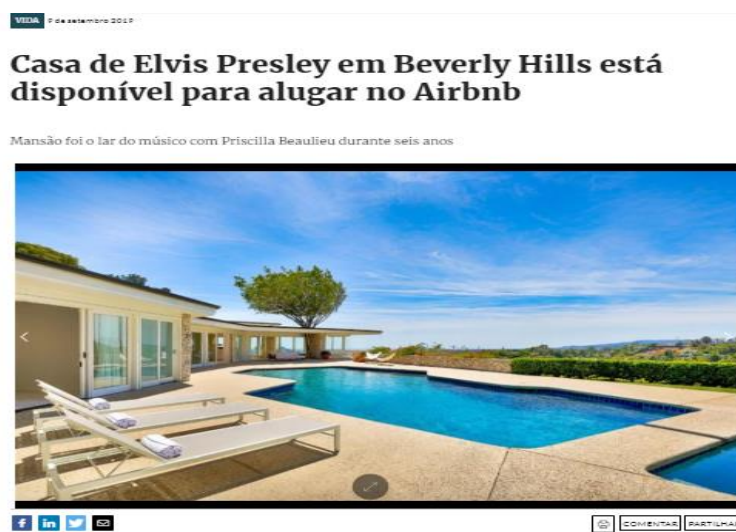 VIDA 9 de setembro 2019
Casa de Elvis Presley em Beverly Hills está
disponível para alugar no Airbnb
Mansão foi o lar do músico com Priscilla Beaulieu durante seis anos
COMENTAR PARTILHAR